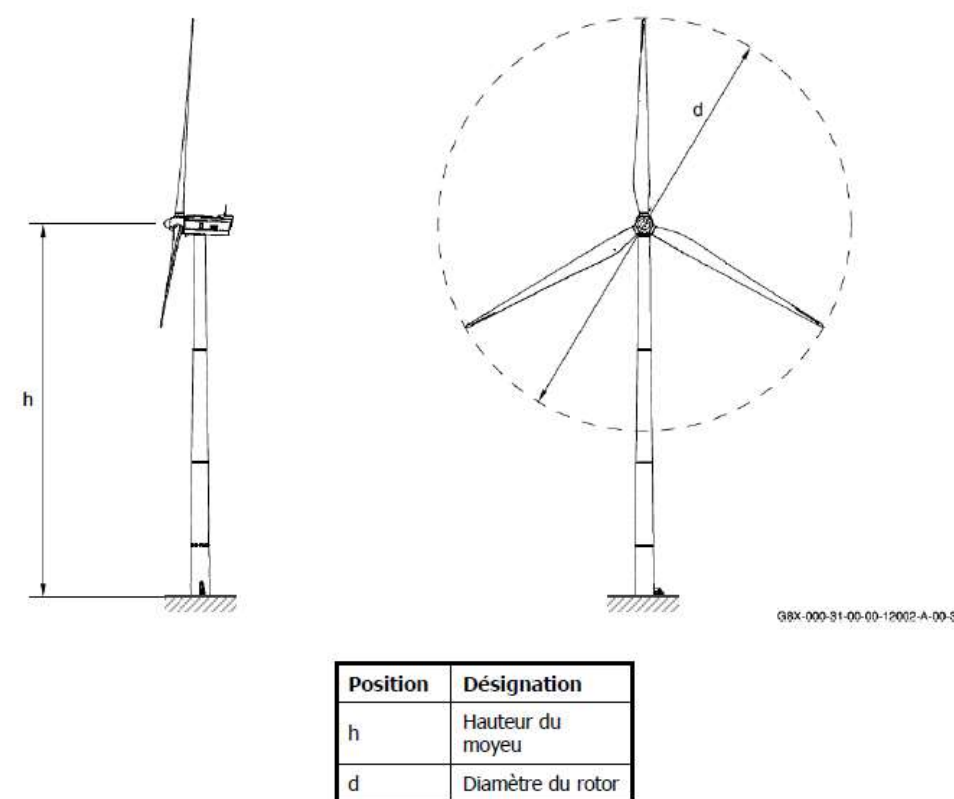 d
h
G8X-000-31-00-00-12002-A-00-3
Position Désignation
h Hauteur du
moyeu
d Diamètre du rotor